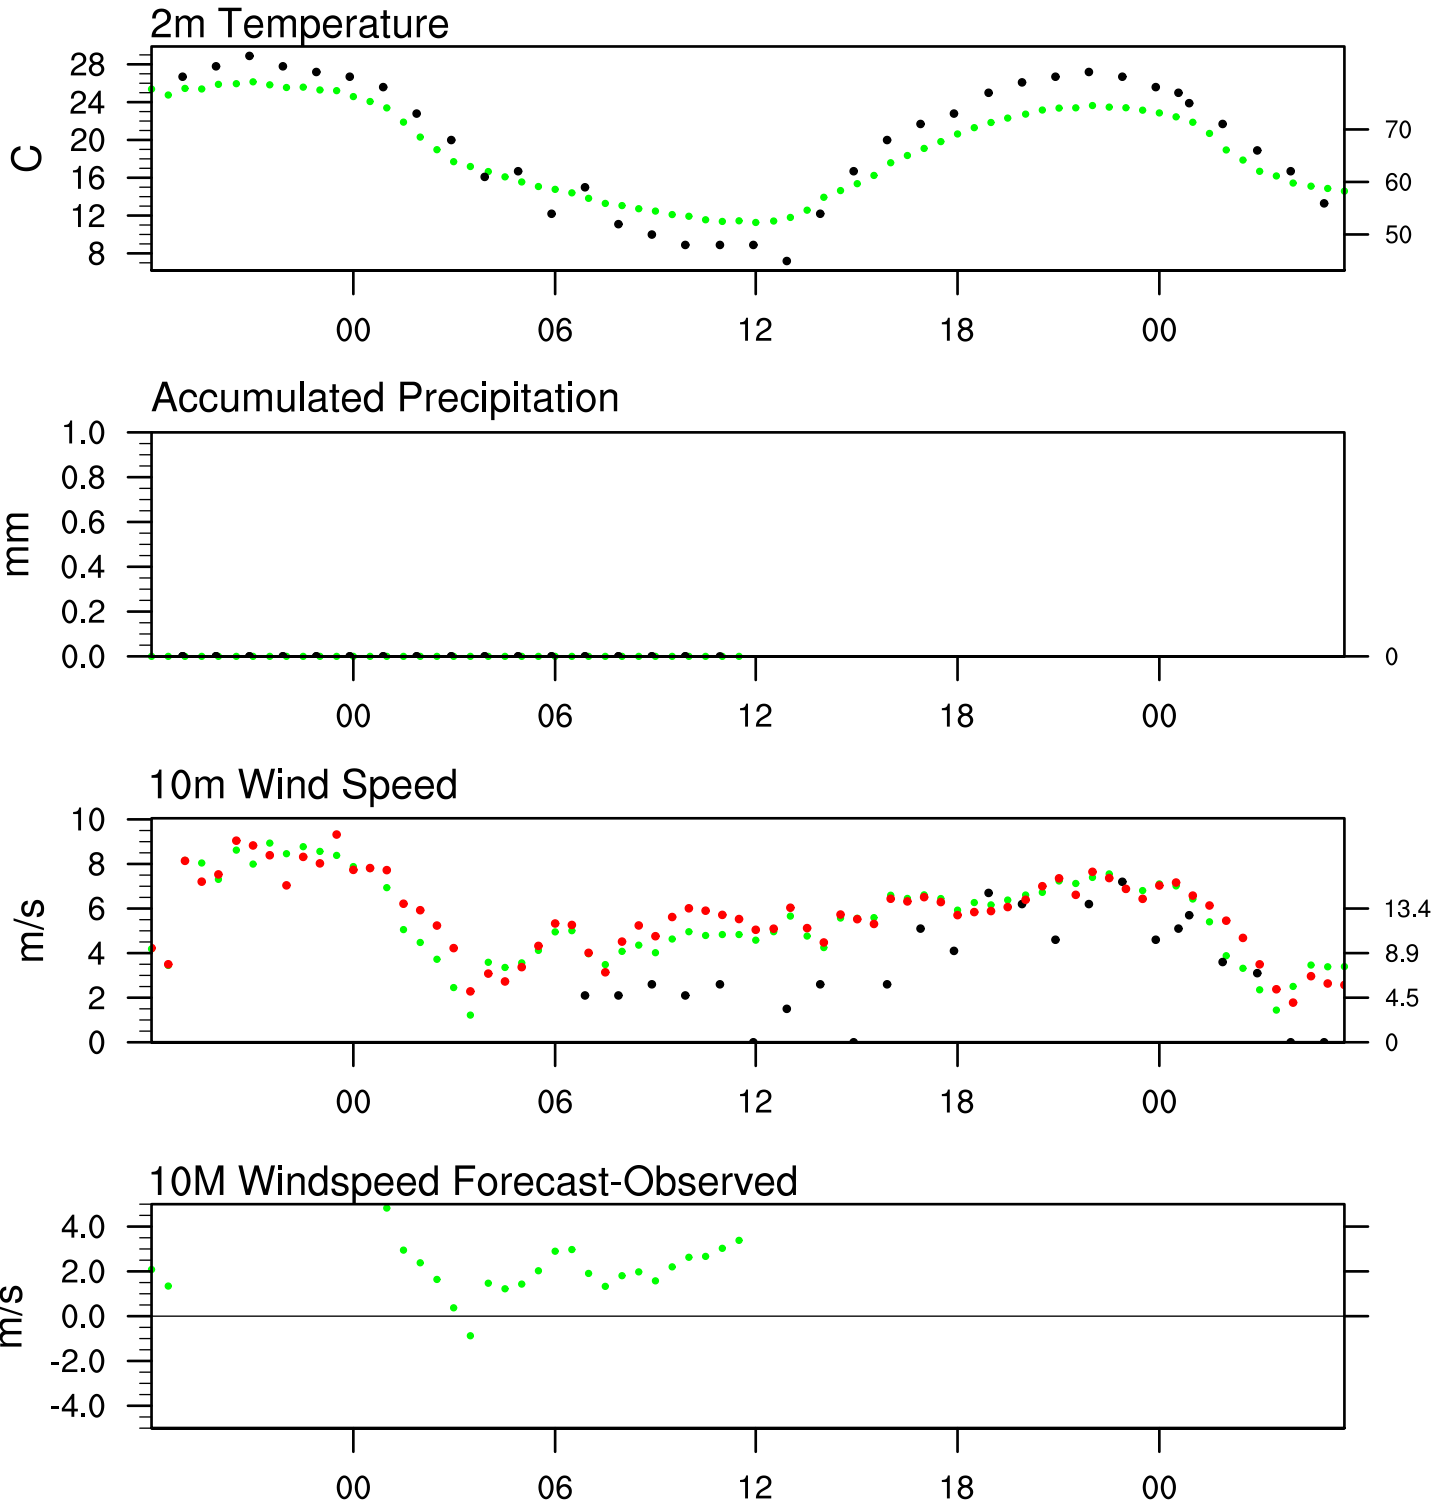 2m Temperature
28
24
20
16
12
8
C
70
60
50
00 06 12 18 00
Accumulated Precipitation
1.0
0.8
0.6
0.4
0.2
0.0
mm
0
00 06 12 18 00
10m Wind Speed
10
8
6
4
2
0
m/s
13.4
8.9
4.5
0
00 06 12 18 00
10M Windspeed Forecast-Observed
4.0
2.0
0.0
-2.0
-4.0
m/s
00 06 12 18 00